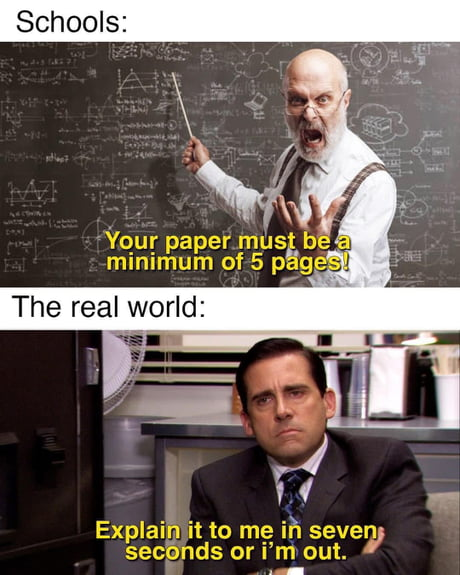 Schools:
Your paper must be a
minimum of 5 pages!
The real world:
Explain it to me in seven
seconds or i'm out.